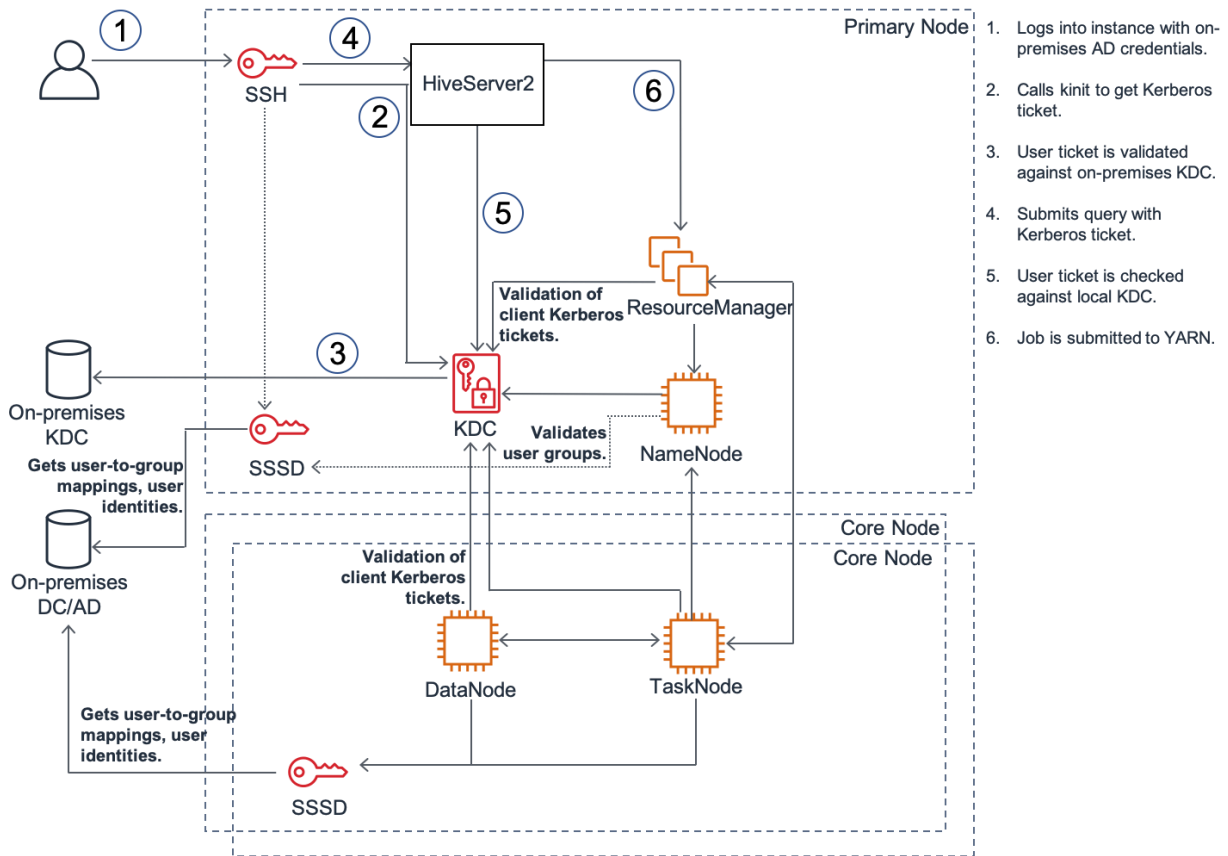 1
4
2
6
5
3
Primary Node
SSH
HiveServer2
ResourceManager
Validation of
client Kerberos
tickets.
KDC
NameNode
Validates
user groups.
SSSD
On-premises
KDC
Gets user-to-group
mappings, user
identities.
On-premises
DC/AD
Core Node
Core Node
Validation of
client Kerberos
tickets.
DataNode
TaskNode
Gets user-to-group
mappings, user
identities.
SSSD
1. Logs into instance with on-
premises AD credentials.
2. Calls kinit to get Kerberos
ticket.
3. User ticket is validated
against on-premises KDC.
4. Submits query with
Kerberos ticket.
5. User ticket is checked
against local KDC.
6. Job is submitted to YARN.